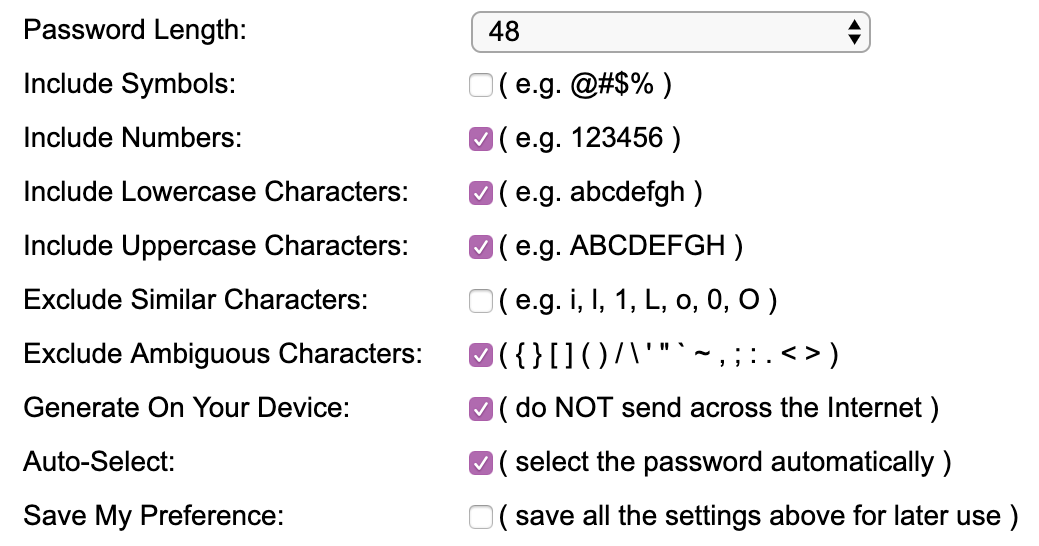 Password Length: 48
Include Symbols: ( e.g. @#$% )
Include Numbers: ( e.g. 123456 )
Include Lowercase Characters: ( e.g. abcdefgh )
Include Uppercase Characters: ( e.g. ABCDEFGH )
Exclude Similar Characters: ( e.g. i, l, 1, L, o, 0, O )
Exclude Ambiguous Characters: ( { } [ ] ( ) / \ ' " ` ~ , ; : . < > )
Generate On Your Device: ( do NOT send across the Internet )
Auto-Select: ( select the password automatically )
Save My Preference: ( save all the settings above for later use )